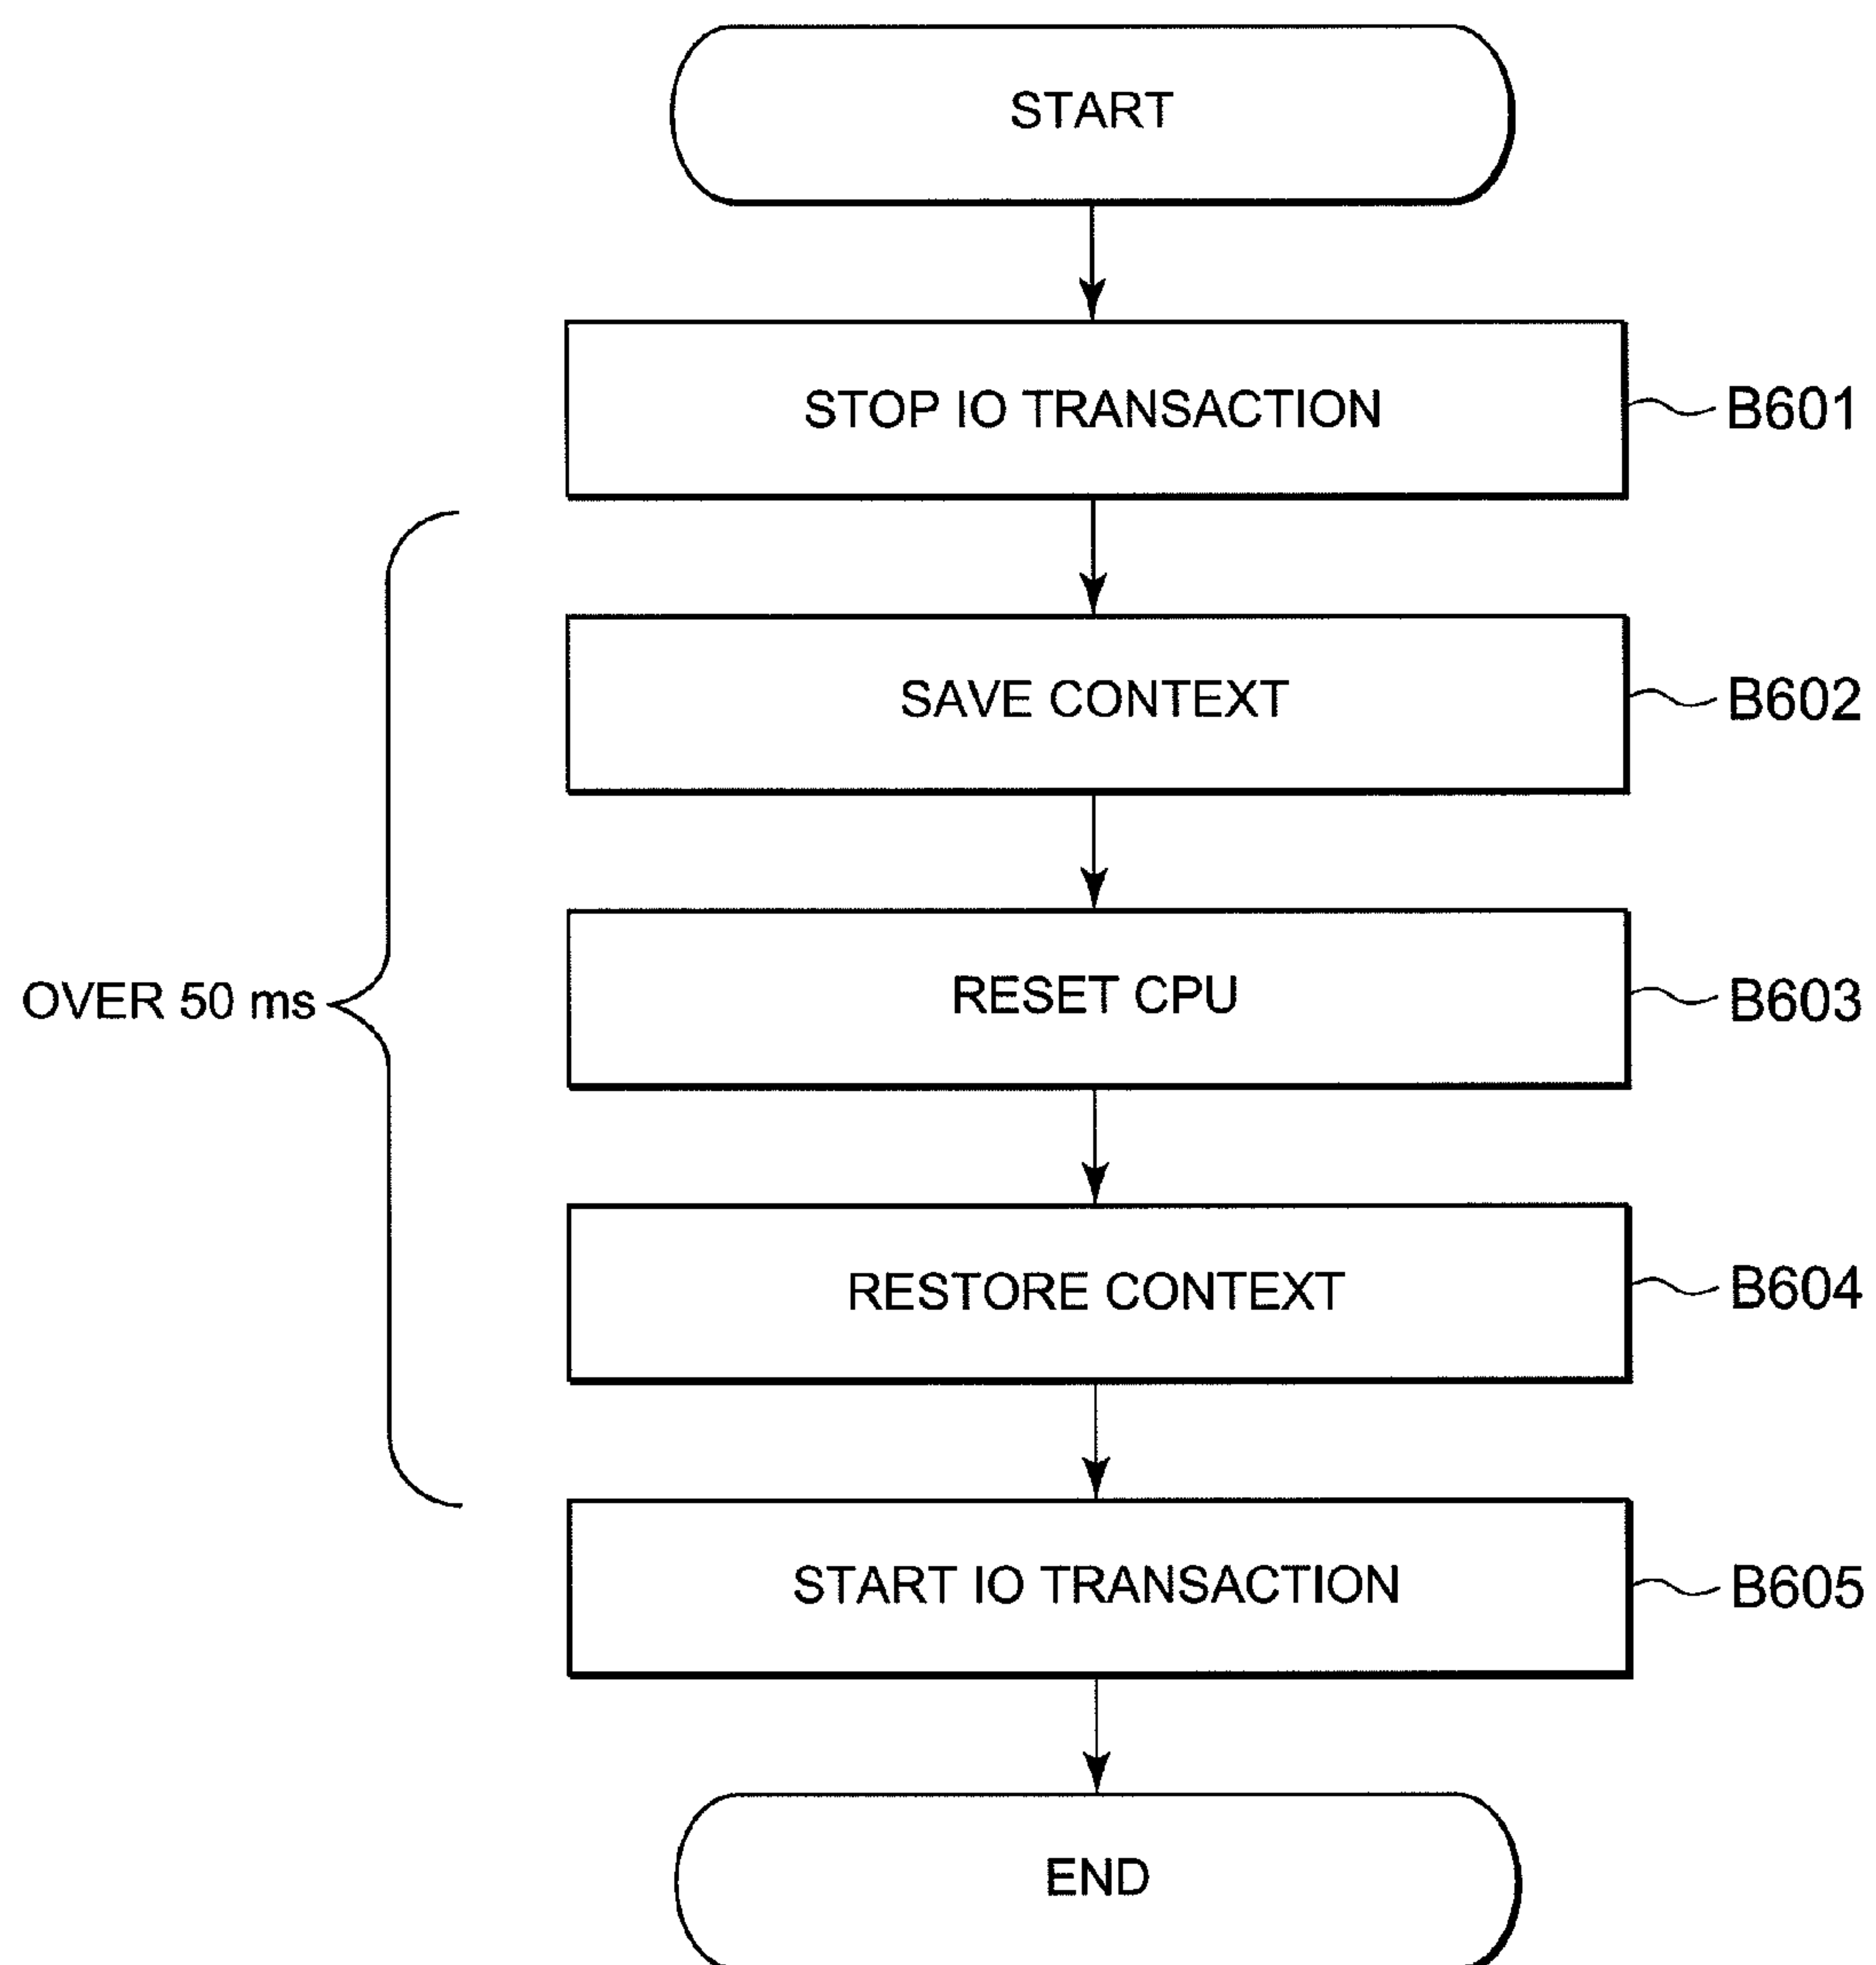 START
STOP IO TRANSACTION
B601
SAVE CONTEXT
B602
OVER 50 ms
RESET CPU
B603
RESTORE CONTEXT
B604
START IO TRANSACTION
B605
END